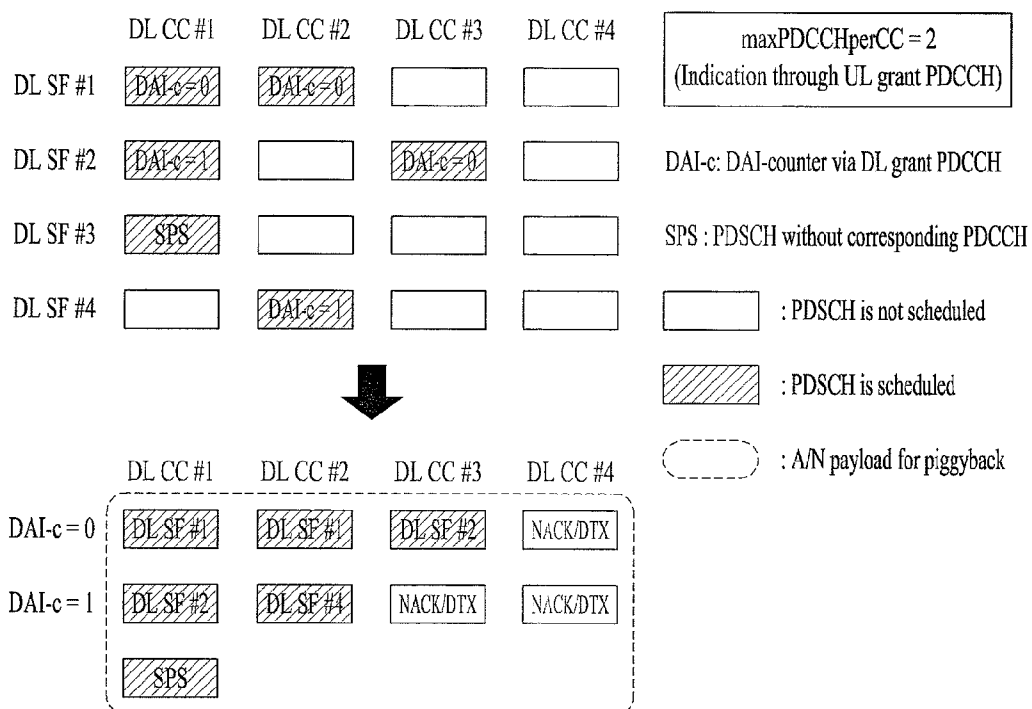 DL CC #1 DL CC #2 DL CC #3 DL CC #4
maxPDCCHperCC = 2
(Indication through UL grant PDCCH)
DL SF #1 DAI-c = 0 DAI-c = 0
DL SF #2 DAI-c = 1 DAI-c = 0
DAI-c: DAI-counter via DL grant PDCCH
DL SF #3 SPS
SPS : PDSCH without corresponding PDCCH
DL SF #4 DAI-c = 1
: PDSCH is not scheduled
: PDSCH is scheduled
: A/N payload for piggyback
DL CC #1 DL CC #2 DL CC #3 DL CC #4
DAI-c = 0 DL SF #1 DL SF #1 DL SF #2 NACK/DTX
DAI-c = 1 DL SF #2 DL SF #4 NACK/DTX NACK/DTX
SPS